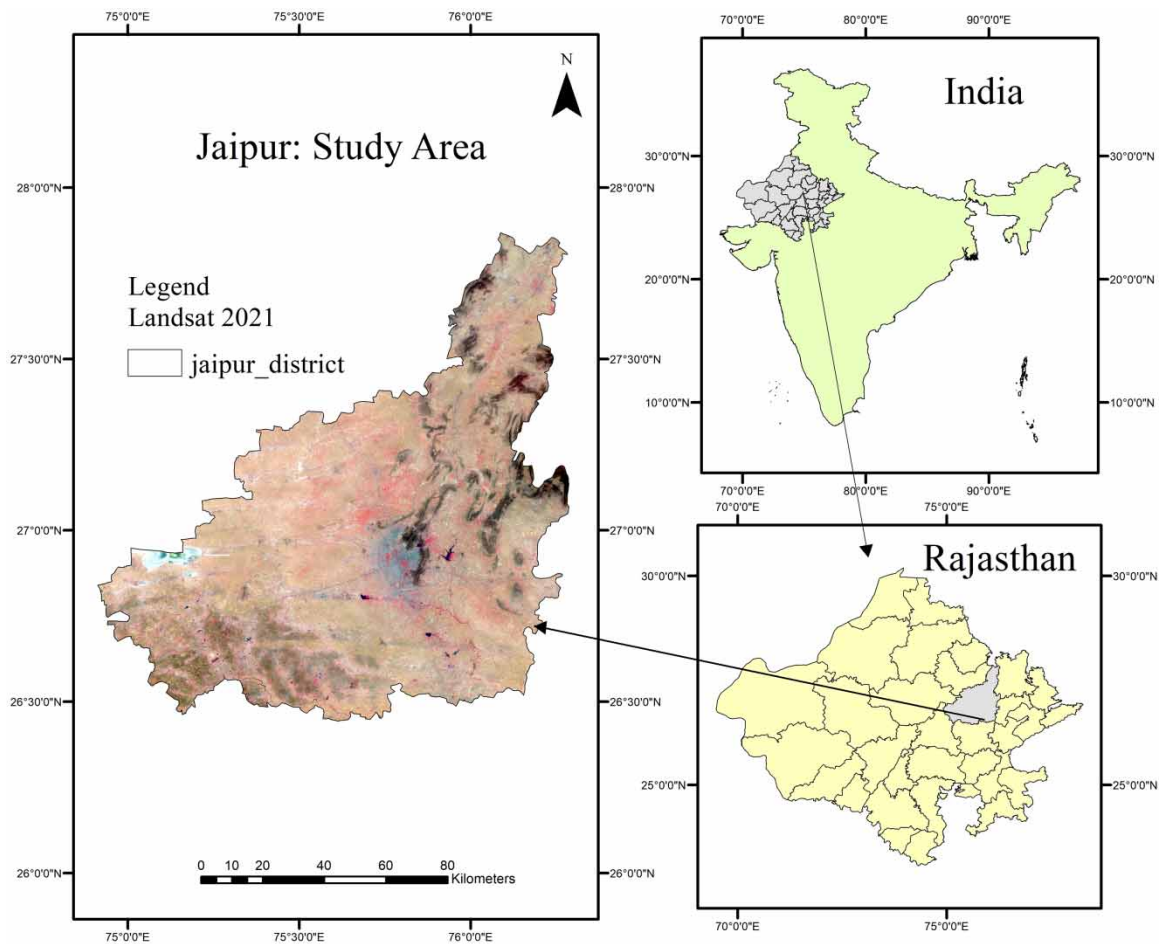 75°0'0"E 75°30'0"E 76°0'0"E
N
Jaipur: Study Area
28°0'0"N 28°0'0"N
Legend
Landsat 2021
jaipur_district
27°30'0"N 27°30'0"N
27°0'0"N 27°0'0"N
26°30'0"N 26°30'0"N
26°0'0"N 26°0'0"N
0 10 20 40 60 80
Kilometers
75°0'0"E 75°30'0"E 76°0'0"E
70°0'0"E 80°0'0"E 90°0'0"E
India
30°0'0"N 30°0'0"N
20°0'0"N 20°0'0"N
10°0'0"N 10°0'0"N
70°0'0"E 80°0'0"E 90°0'0"E
70°0'0"E 75°0'0"E
Rajasthan
30°0'0"N 30°0'0"N
25°0'0"N 25°0'0"N
70°0'0"E 75°0'0"E